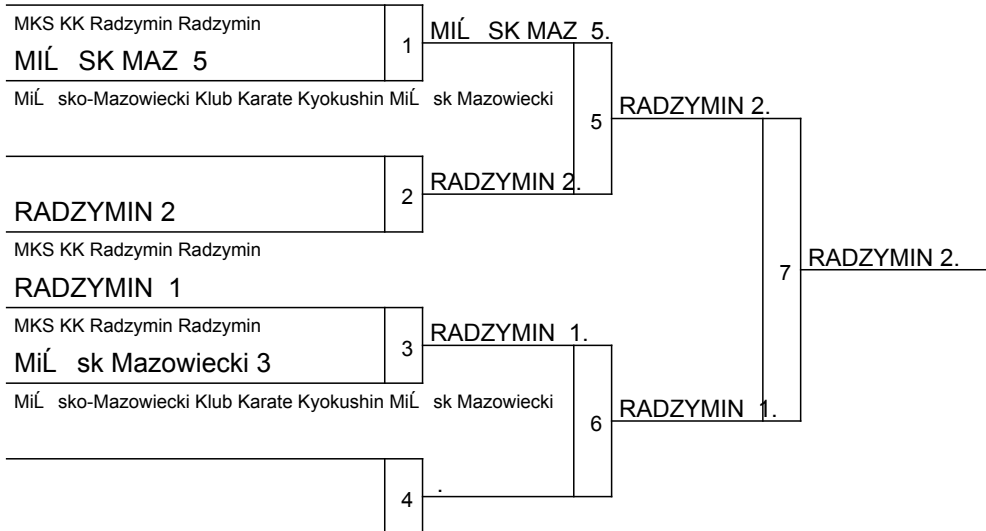 MKS KK Radzymin Radzymin
1
MIĹ SK MAZ 5.
MIĹ SK MAZ 5
MiĹ sko-Mazowiecki Klub Karate Kyokushin MiĹ sk Mazowiecki
5
RADZYMIN 2.
2
RADZYMIN 2.
RADZYMIN 2
MKS KK Radzymin Radzymin
7
RADZYMIN 2.
RADZYMIN 1
MKS KK Radzymin Radzymin
3
RADZYMIN 1.
MiĹ sk Mazowiecki 3
MiĹ sko-Mazowiecki Klub Karate Kyokushin MiĹ sk Mazowiecki
6
RADZYMIN 1.
4
.